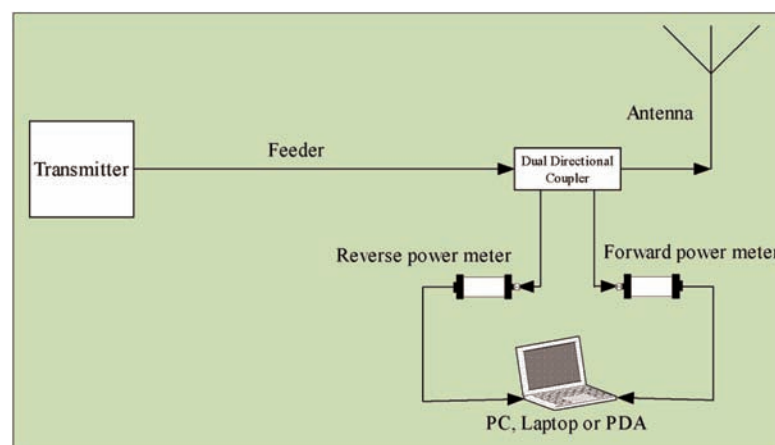 Antenna
Feeder
Transmitter
Dual Directional
Coupler
Reverse power meter
Forward power meter
PC, Laptop or PDA